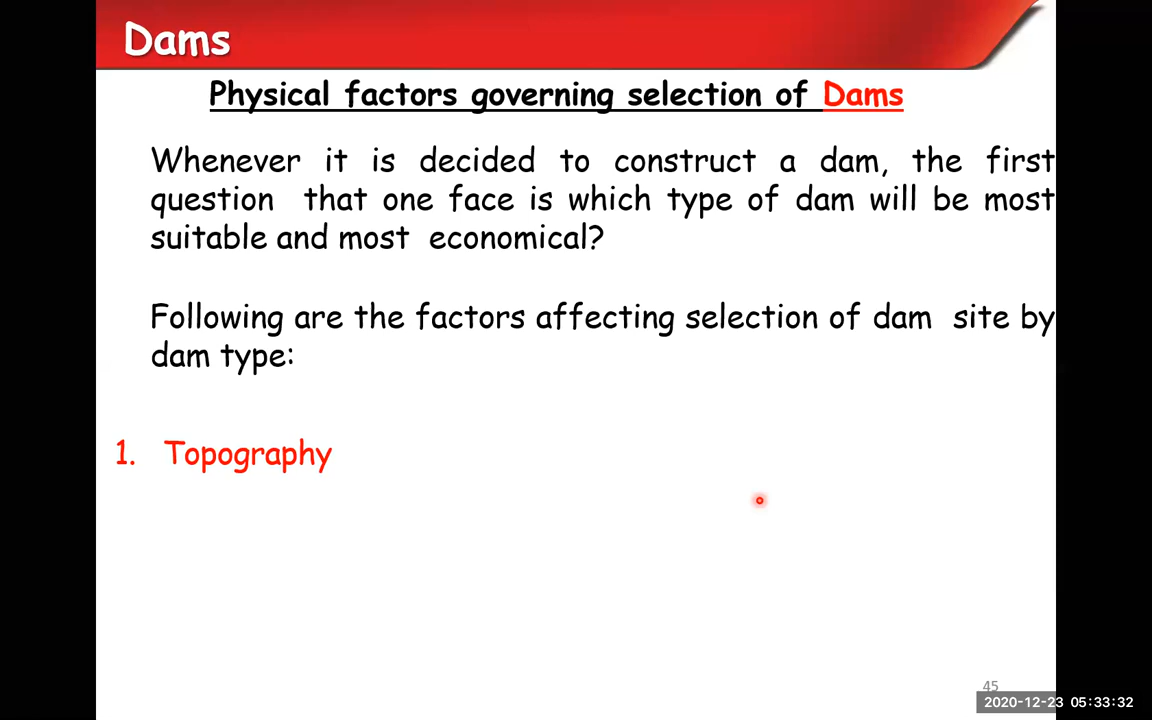 Dams
Physical factors governing selection of Dams
Whenever it is decided to construct a dam, the first
question that one face is which type of dam will be most
suitable and most economical?
Following are the factors affecting selection of dam site by
dam type:
1. Topography
45
2020-12-23 05:33:32